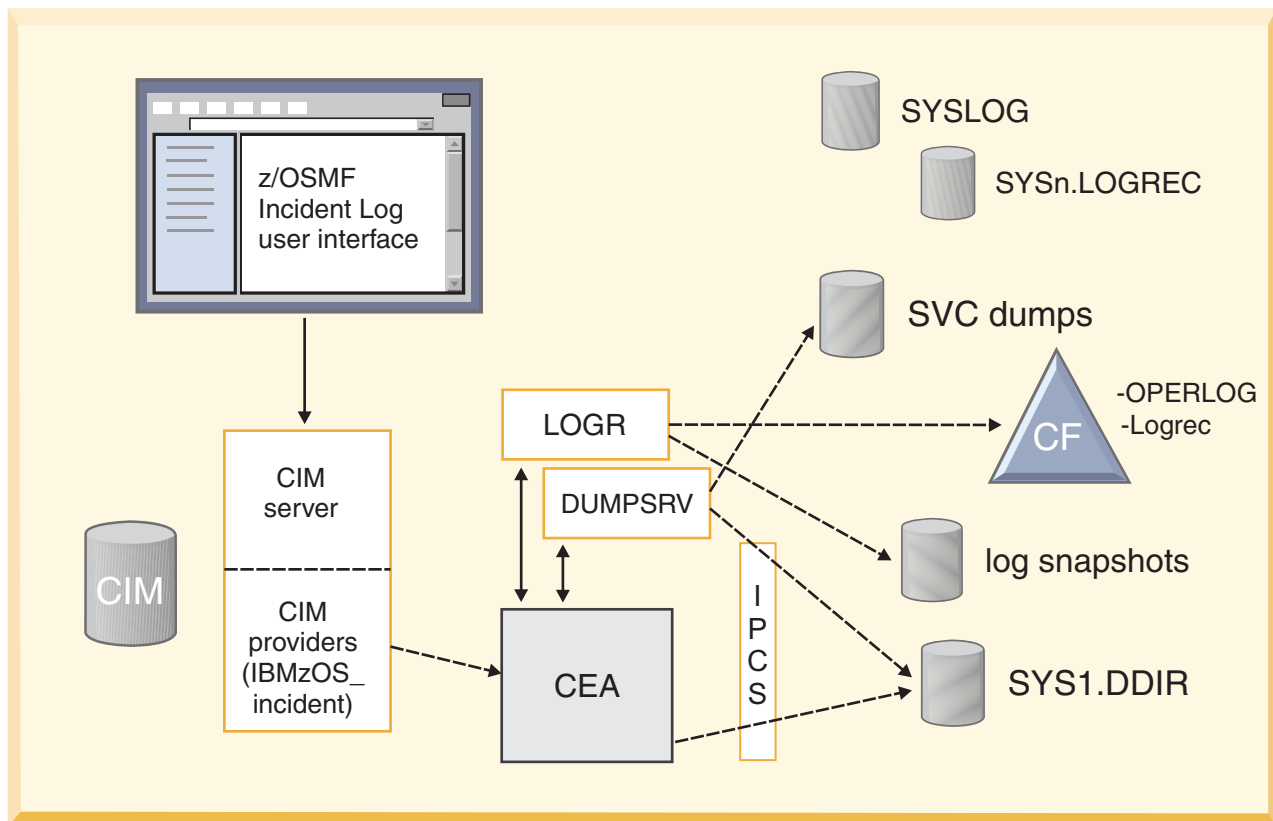 z/OSMF
Incident Log
user interface
SYSLOG
SYSn.LOGREC
SVC dumps
CF
-OPERLOG
-Logrec
LOGR
DUMPSRV
log snapshots
CIM
server
CIM
CIM
providers
(IBMzOS_
incident)
CEA
I
P
C
S
SYS1.DDIR